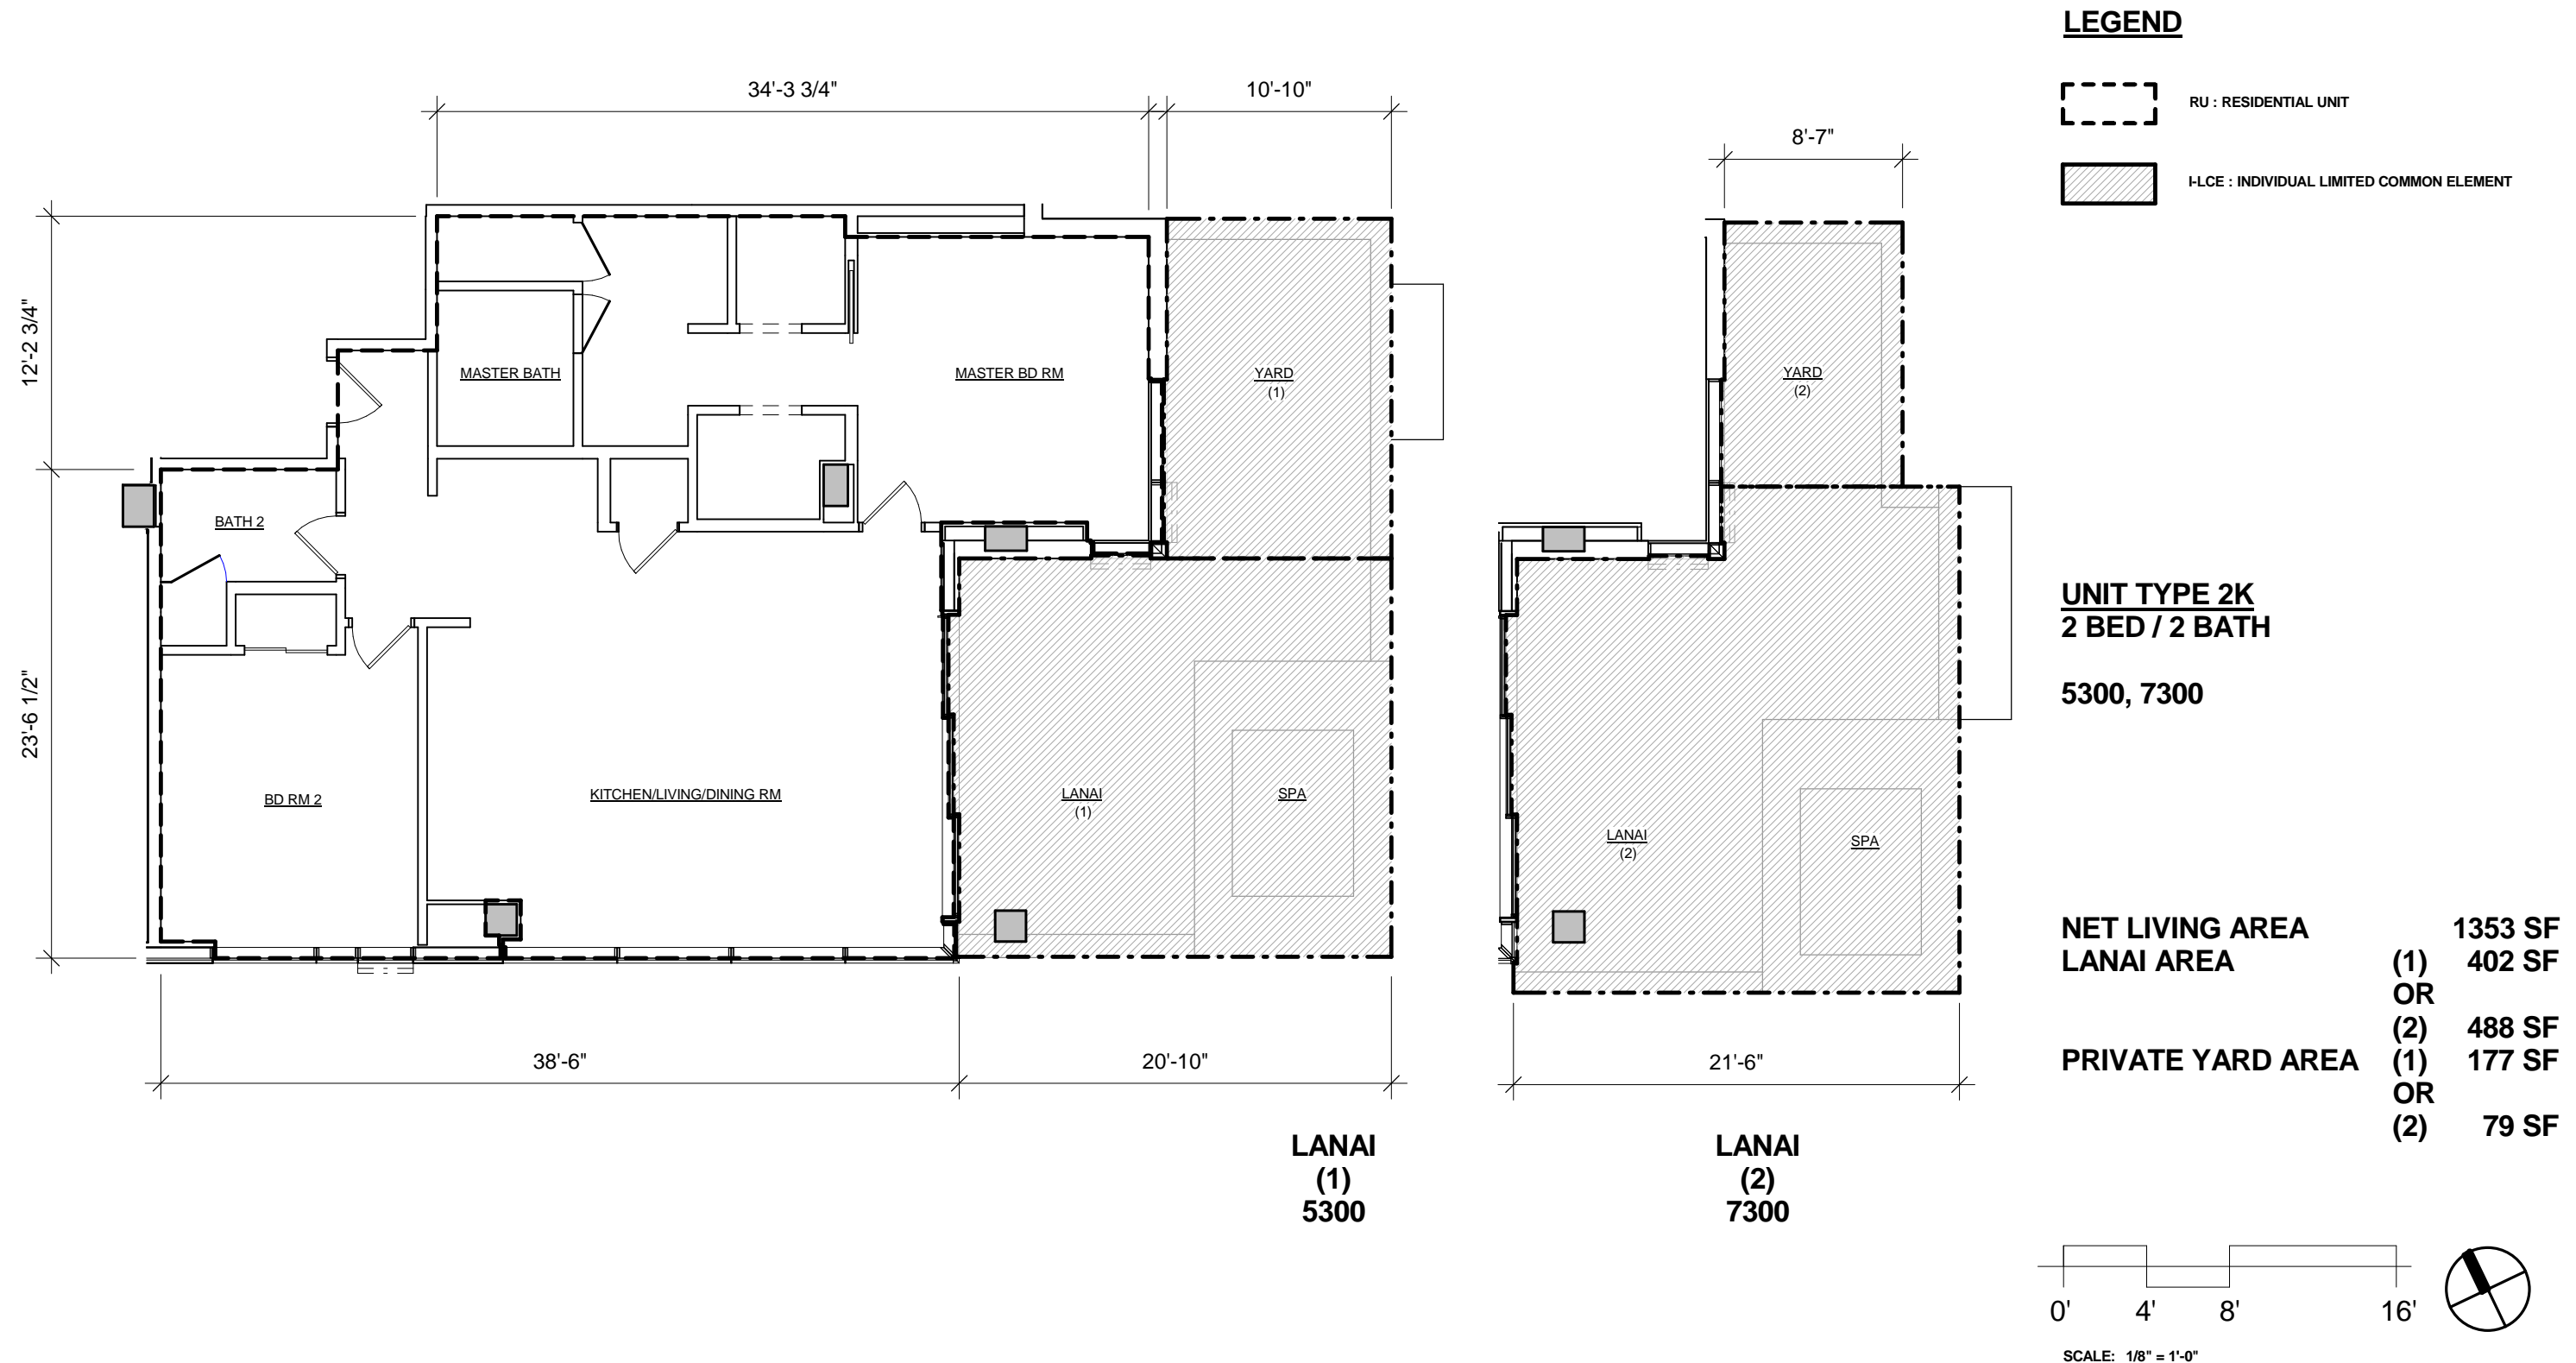 LEGEND
RU : RESIDENTIAL UNIT
I-LCE : INDIVIDUAL LIMITED COMMON ELEMENT
34'-3 3/4"
10'-10"
8'-7"
12'-2 3/4"
23'-6 1/2"
MASTER BATH
MASTER BD RM
YARD
(1)
YARD
(2)
BATH 2
BD RM 2
KITCHEN/LIVING/DINING RM
LANAI
(1)
SPA
LANAI
(2)
SPA
38'-6"
20'-10"
21'-6"
LANAI
(1)
5300
LANAI
(2)
7300
UNIT TYPE 2K
2 BED / 2 BATH
5300, 7300
NET LIVING AREA 1353 SF
LANAI AREA (1) 402 SF
OR
(2) 488 SF
PRIVATE YARD AREA (1) 177 SF
OR
(2) 79 SF
0' 4' 8' 16'
SCALE: 1/8" = 1'-0"